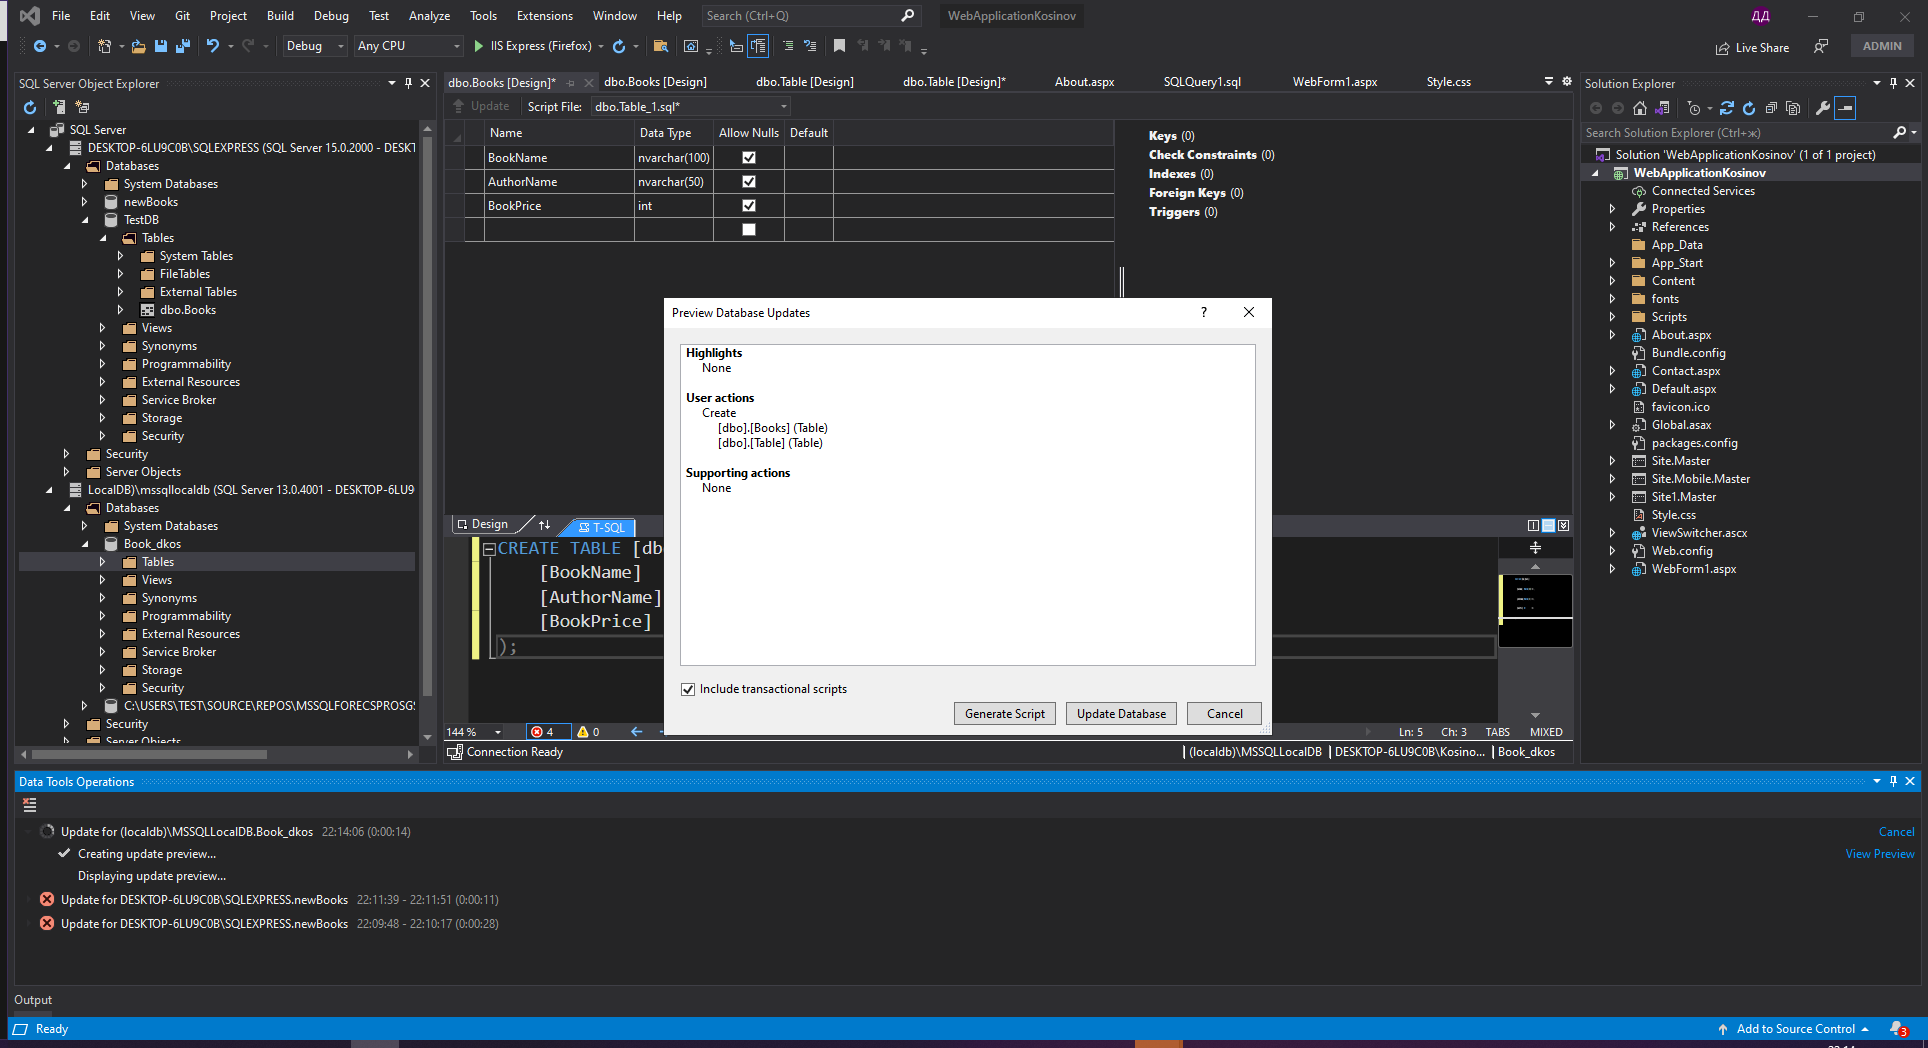 File Edit View Git Project Build Debug Test Analyze Tools Extensions Window Help Search (Ctrl+Q) WebApplicationKosinov ДД
Debug Any CPU IIS Express (Firefox) Live Share ADMIN
SQL Server Object Explorer
SQL Server
DESKTOP-6LU9C0B\SQLEXPRESS (SQL Server 15.0.2000 - DESKT
Databases
System Databases
newBooks
TestDB
Tables
System Tables
FileTables
External Tables
dbo.Books
Views
Synonyms
Programmability
External Resources
Service Broker
Storage
Security
Security
Server Objects
LocalDB)\mssqllocaldb (SQL Server 13.0.4001 - DESKTOP-6LU9
Databases
System Databases
Book_dkos
Tables
Views
Synonyms
Programmability
External Resources
Service Broker
Storage
Security
C:\USERS\TEST\SOURCE\REPOS\MSSQLFORECSPROSG
Security
Server Objects
dbo.Books [Design]* dbo.Books [Design] dbo.Table [Design] dbo.Table [Design]* About.aspx SQLQuery1.sql WebForm1.aspx Style.css
Update Script File: dbo.Table_1.sql*
Name Data Type Allow Nulls Default
BookName nvarchar(100)
AuthorName nvarchar(50)
BookPrice int
Keys (0)
Check Constraints (0)
Indexes (0)
Foreign Keys (0)
Triggers (0)
Preview Database Updates ?
Highlights
None
User actions
Create
[dbo].[Books] (Table)
[dbo].[Table] (Table)
Supporting actions
None
Include transactional scripts
Generate Script Update Database Cancel
Design T-SQL
CREATE TABLE [dbo
[BookName]
[AuthorName]
[BookPrice]
);
144 % 4 0 Ln: 5 Ch: 3 TABS MIXED
Connection Ready (localdb)\MSSQLLocalDB DESKTOP-6LU9C0B\Kosino... Book_dkos
Solution Explorer
Search Solution Explorer (Ctrl+ж)
Solution 'WebApplicationKosinov' (1 of 1 project)
WebApplicationKosinov
Connected Services
Properties
References
App_Data
App_Start
Content
fonts
Scripts
About.aspx
Bundle.config
Contact.aspx
Default.aspx
favicon.ico
Global.asax
packages.config
Site.Master
Site.Mobile.Master
Site1.Master
Style.css
ViewSwitcher.ascx
Web.config
WebForm1.aspx
Data Tools Operations
Update for (localdb)\MSSQLLocalDB.Book_dkos 22:14:06 (0:00:14) Cancel
Creating update preview... View Preview
Displaying update preview...
Update for DESKTOP-6LU9C0B\SQLEXPRESS.newBooks 22:11:39 - 22:11:51 (0:00:11)
Update for DESKTOP-6LU9C0B\SQLEXPRESS.newBooks 22:09:48 - 22:10:17 (0:00:28)
Output
Ready Add to Source Control 3